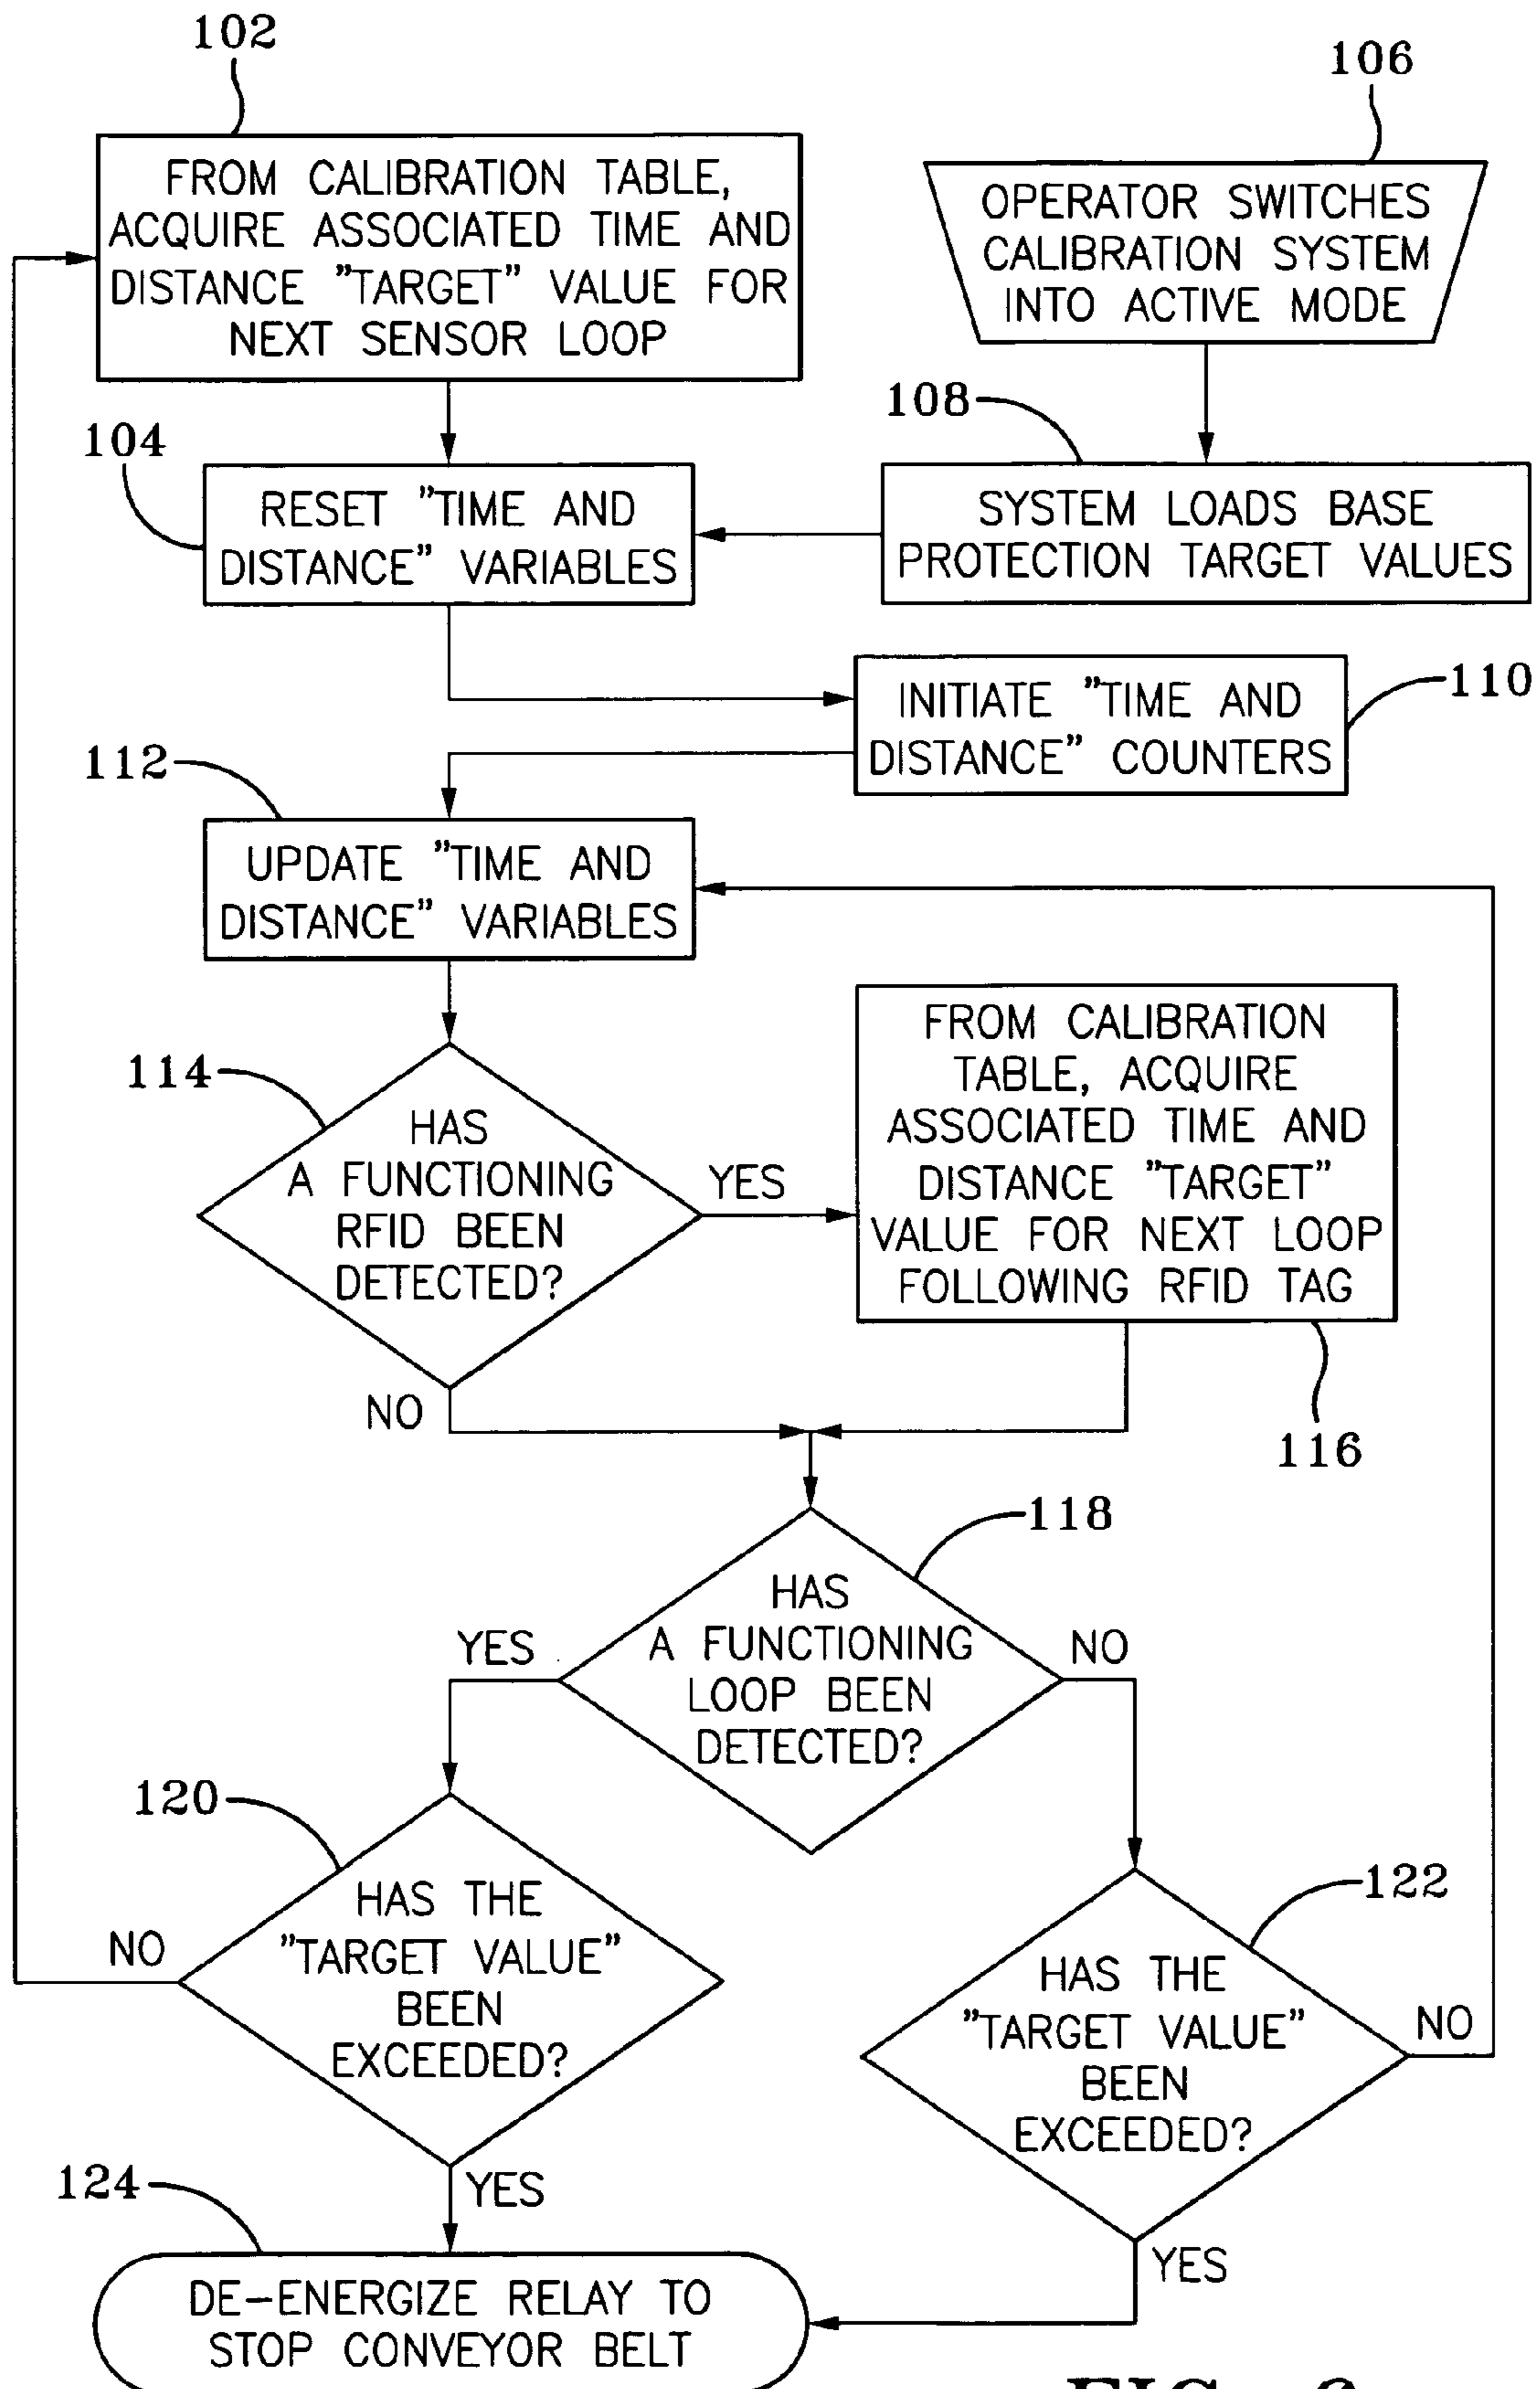 102
106
FROM CALIBRATION TABLE,
ACQUIRE ASSOCIATED TIME AND
DISTANCE "TARGET" VALUE FOR
NEXT SENSOR LOOP
OPERATOR SWITCHES
CALIBRATION SYSTEM
INTO ACTIVE MODE
108
104
RESET "TIME AND
DISTANCE" VARIABLES
SYSTEM LOADS BASE
PROTECTION TARGET VALUES
110
INITIATE "TIME AND
DISTANCE" COUNTERS
112
UPDATE "TIME AND
DISTANCE" VARIABLES
114
HAS
A FUNCTIONING
RFID BEEN
DETECTED?
YES
NO
FROM CALIBRATION
TABLE, ACQUIRE
ASSOCIATED TIME AND
DISTANCE "TARGET"
VALUE FOR NEXT LOOP
FOLLOWING RFID TAG
116
118
HAS
A FUNCTIONING
LOOP BEEN
DETECTED?
YES
NO
120
HAS THE
"TARGET VALUE"
BEEN
EXCEEDED?
NO
YES
122
HAS THE
"TARGET VALUE"
BEEN
EXCEEDED?
NO
YES
124
DE-ENERGIZE RELAY TO
STOP CONVEYOR BELT